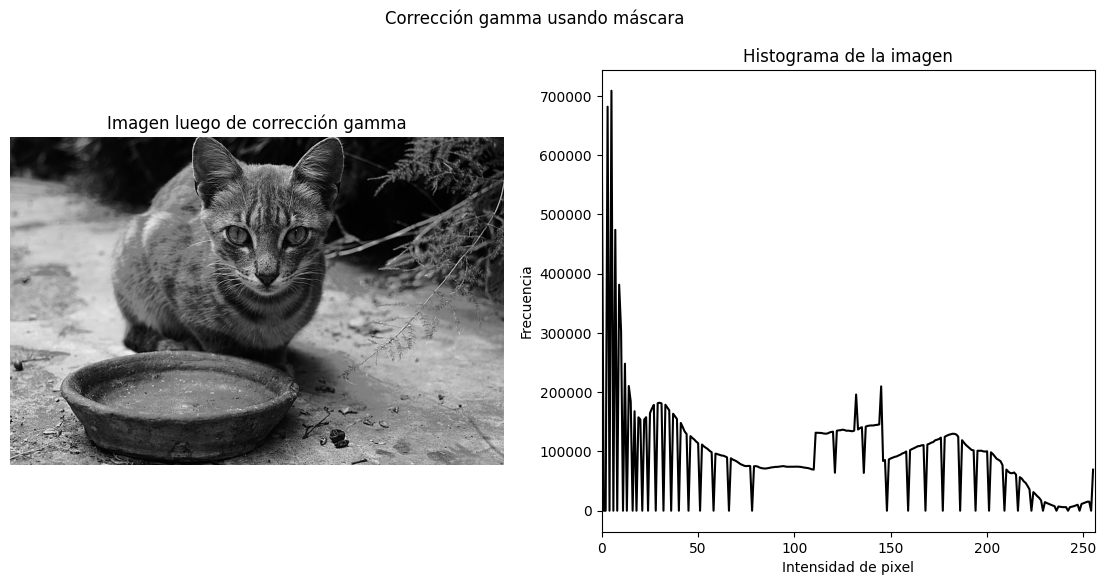 Corrección gamma usando máscara
Imagen luego de corrección gamma
Histograma de la imagen
Frecuencia
700000
600000
500000
400000
300000
200000
100000
0
0
50
100
150
200
250
Intensidad de pixel